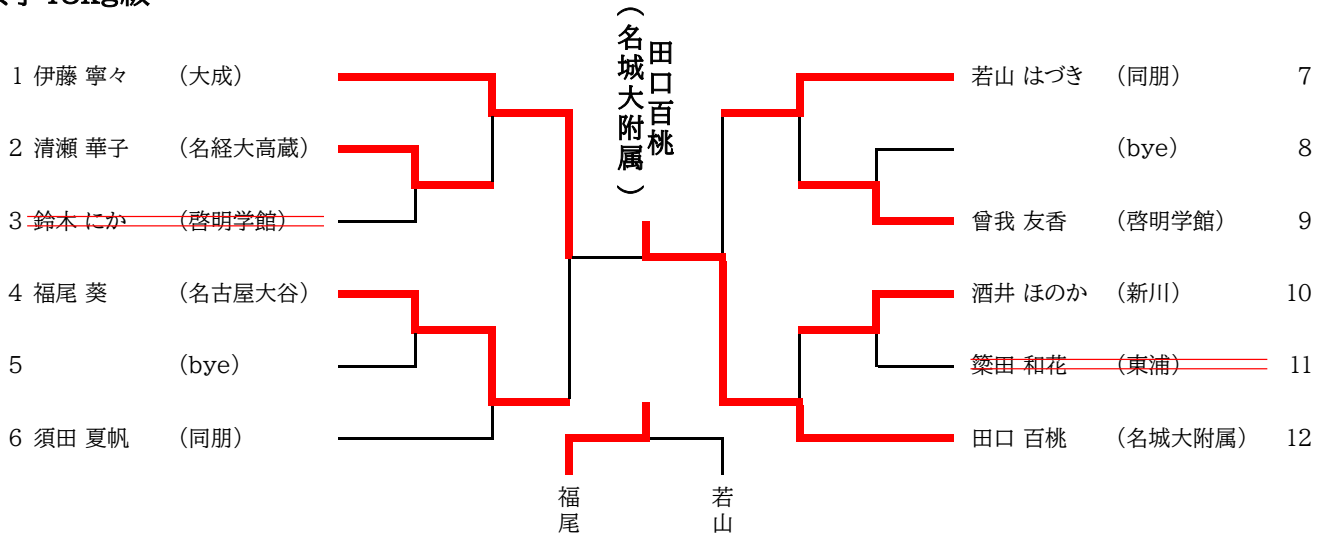 田口百桃
（名城大附属）
1 伊藤 寧々 （大成）
2 清瀬 華子 （名経大高蔵）
3 鈴木 にか （啓明学館）
4 福尾 葵 （名古屋大谷）
5 （bye）
6 須田 夏帆 （同朋）
若山 はづき （同朋） 7
（bye） 8
曾我 友香 （啓明学館） 9
酒井 ほのか （新川） 10
簗田 和花 （東浦） 11
田口 百桃 （名城大附属） 12
福尾
若山